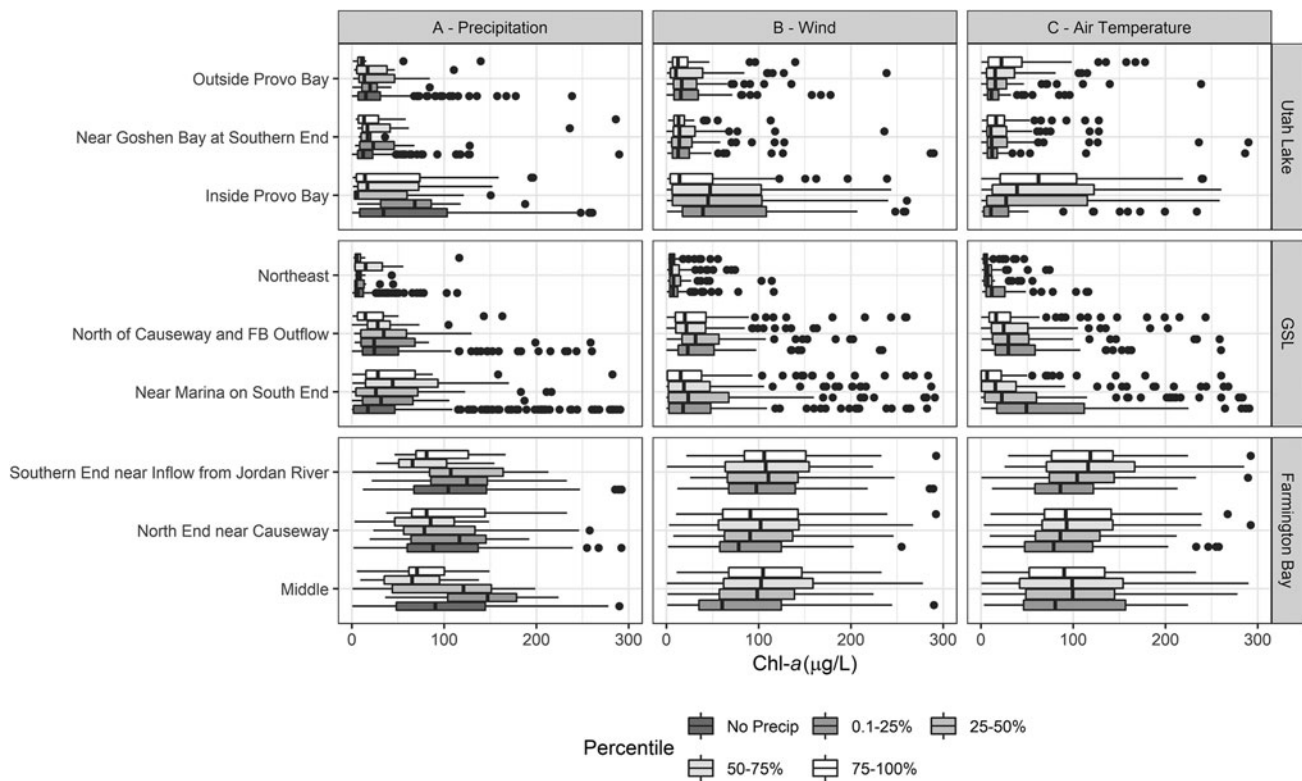 A - Precipitation
B - Wind
C - Air Temperature
Outside Provo Bay
Near Goshen Bay at Southern End
Inside Provo Bay
Utah Lake
Northeast
North of Causeway and FB Outflow
Near Marina on South End
GSL
Southern End near Inflow from Jordan River
North End near Causeway
Middle
Farmington Bay
0 100 200 300 0 100 200 300 0 100 200 300
Chl-a (μg/L)
Percentile
No Precip 0.1-25% 25-50%
50-75% 75-100%